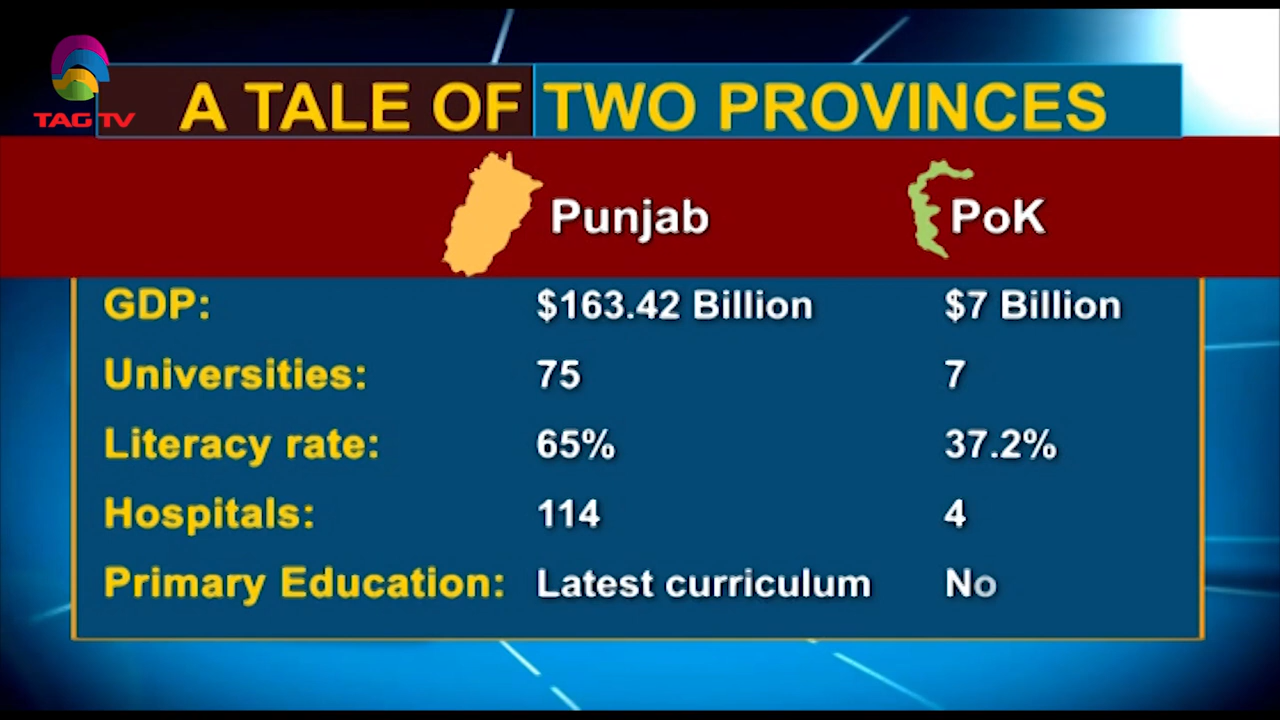 TAG TV
A TALE OF TWO PROVINCES
Punjab PoK
GDP: $163.42 Billion $7 Billion
Universities: 75 7
Literacy rate: 65% 37.2%
Hospitals: 114 4
Primary Education: Latest curriculum No